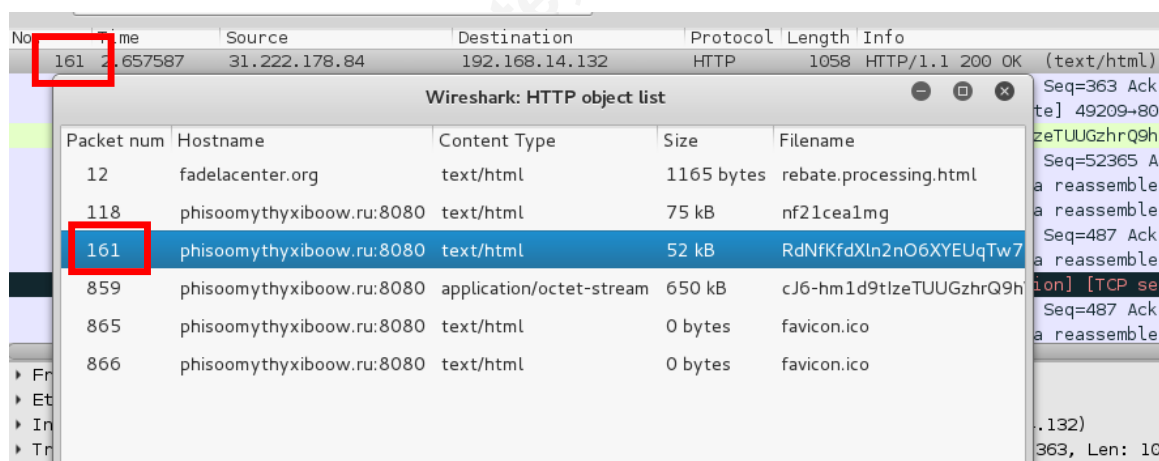 No. Time Source Destination Protocol Length Info
161 2.657587 31.222.178.84 192.168.14.132 HTTP 1058 HTTP/1.1 200 OK (text/html)
Wireshark: HTTP object list
Seq=363 Ack
te] 49209→80
Packet num Hostname Content Type Size Filename
zeTUUGzhrQ9h
12 fadelacenter.org text/html 1165 bytes rebate.processing.html
Seq=52365 A
a reassemble
118 phisoomythyxiboow.ru:8080 text/html 75 kB nf21cea1mg
a reassemble
Seq=487 Ack
161 phisoomythyxiboow.ru:8080 text/html 52 kB RdNfKfdXln2nO6XYEUqTw7
a reassemble
859 phisoomythyxiboow.ru:8080 application/octet-stream 650 kB cJ6-hm1d9tIzeTUUGzhrQ9h
ion] [TCP se
Seq=487 Ack
865 phisoomythyxiboow.ru:8080 text/html 0 bytes favicon.ico
a reassemble
866 phisoomythyxiboow.ru:8080 text/html 0 bytes favicon.ico
Fr
Et
In .132)
Tr 363, Len: 10